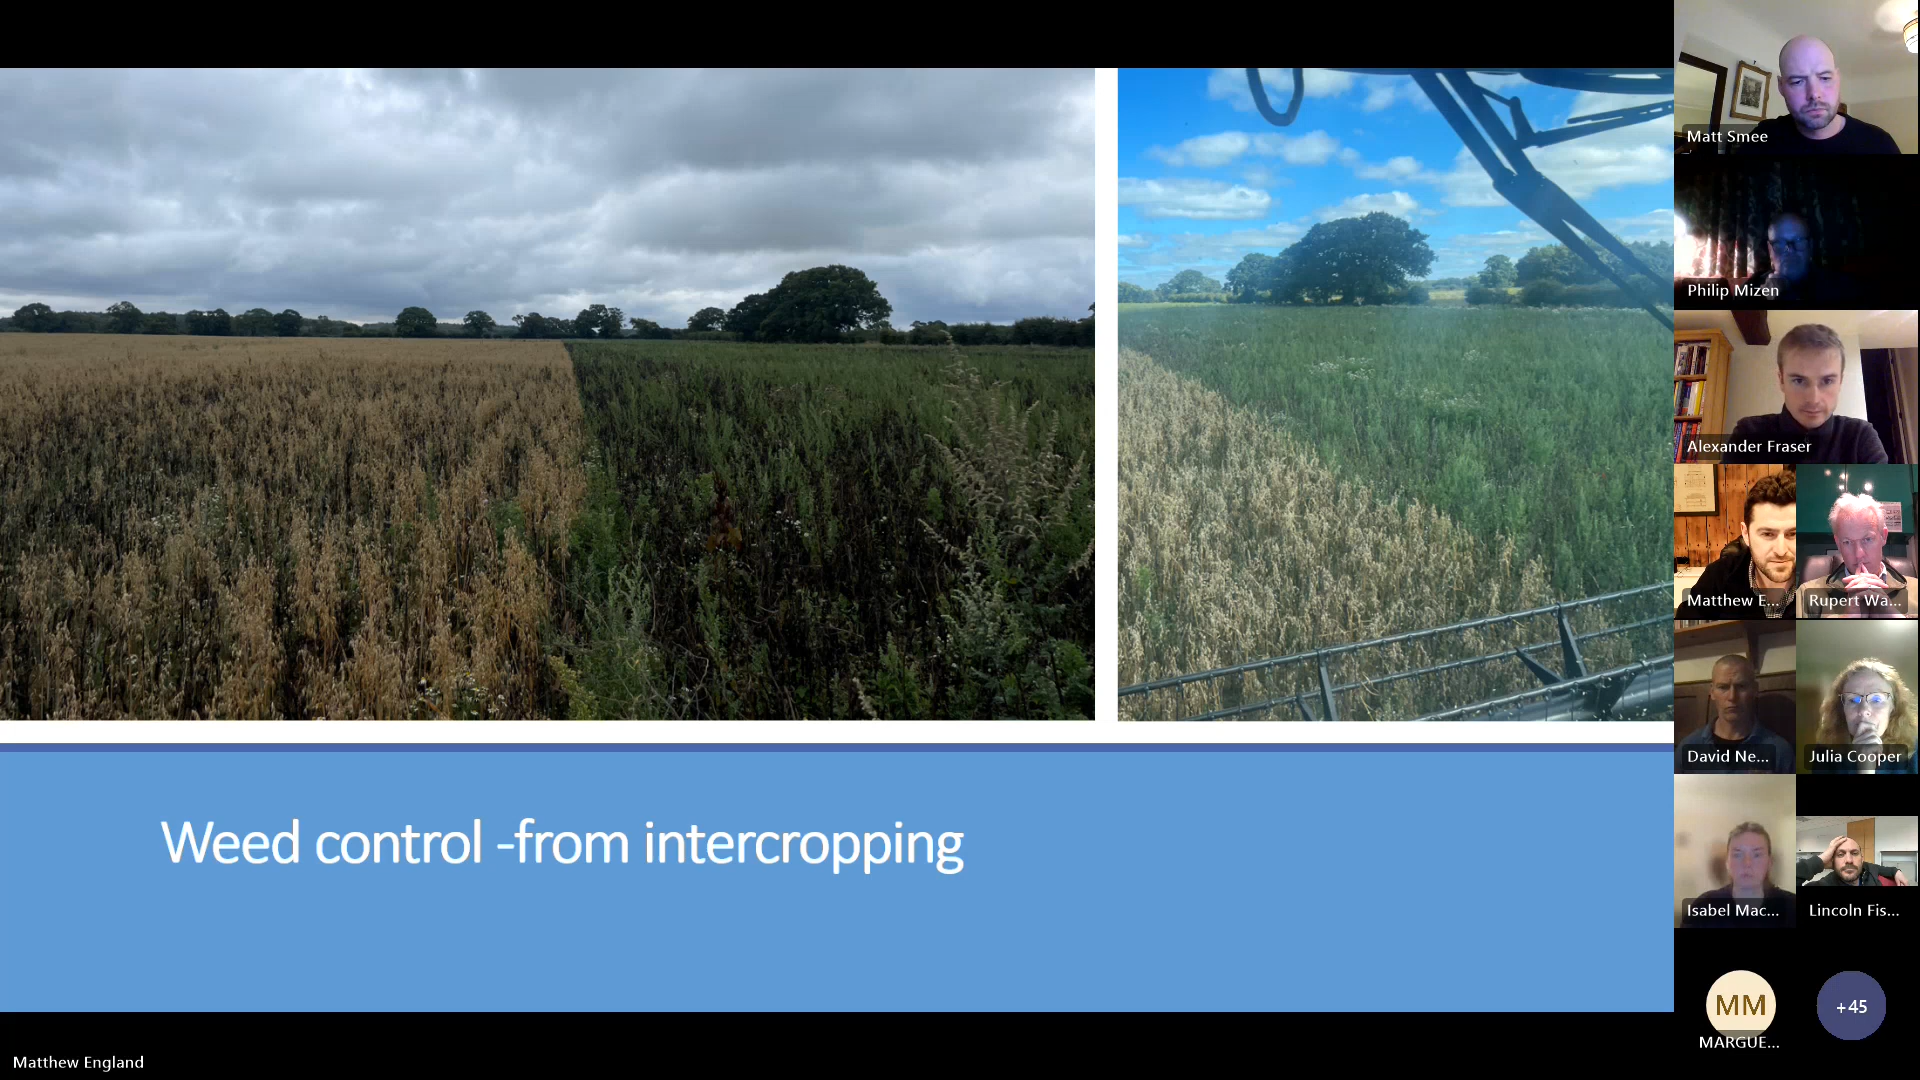 Weed control -from intercropping
Matthew England
Matt Smee
Philip Mizen
Alexander Fraser
Matthew E...
Rupert Wa...
David Ne...
Julia Cooper
Isabel Mac...
Lincoln Fis...
MM
+45
MARGUE...